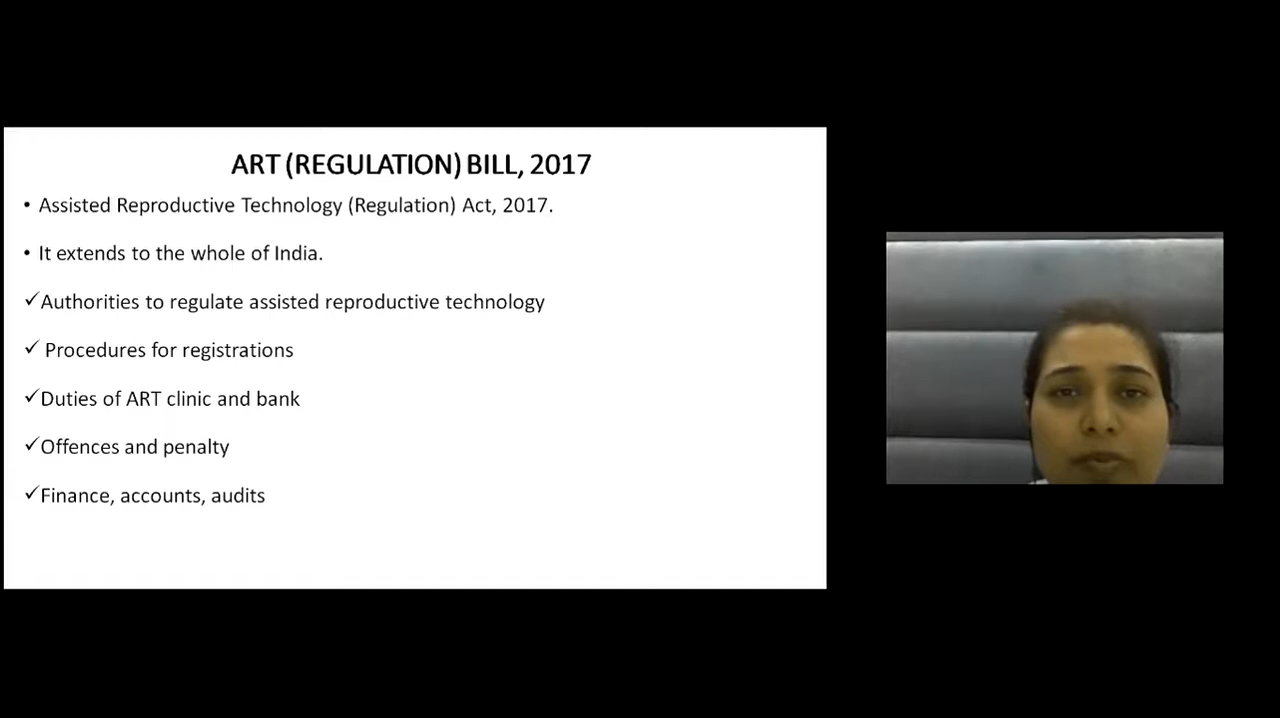 ART (REGULATION) BILL, 2017
• Assisted Reproductive Technology (Regulation) Act, 2017.
• It extends to the whole of India.
✓Authorities to regulate assisted reproductive technology
✓ Procedures for registrations
✓Duties of ART clinic and bank
✓Offences and penalty
✓Finance, accounts, audits